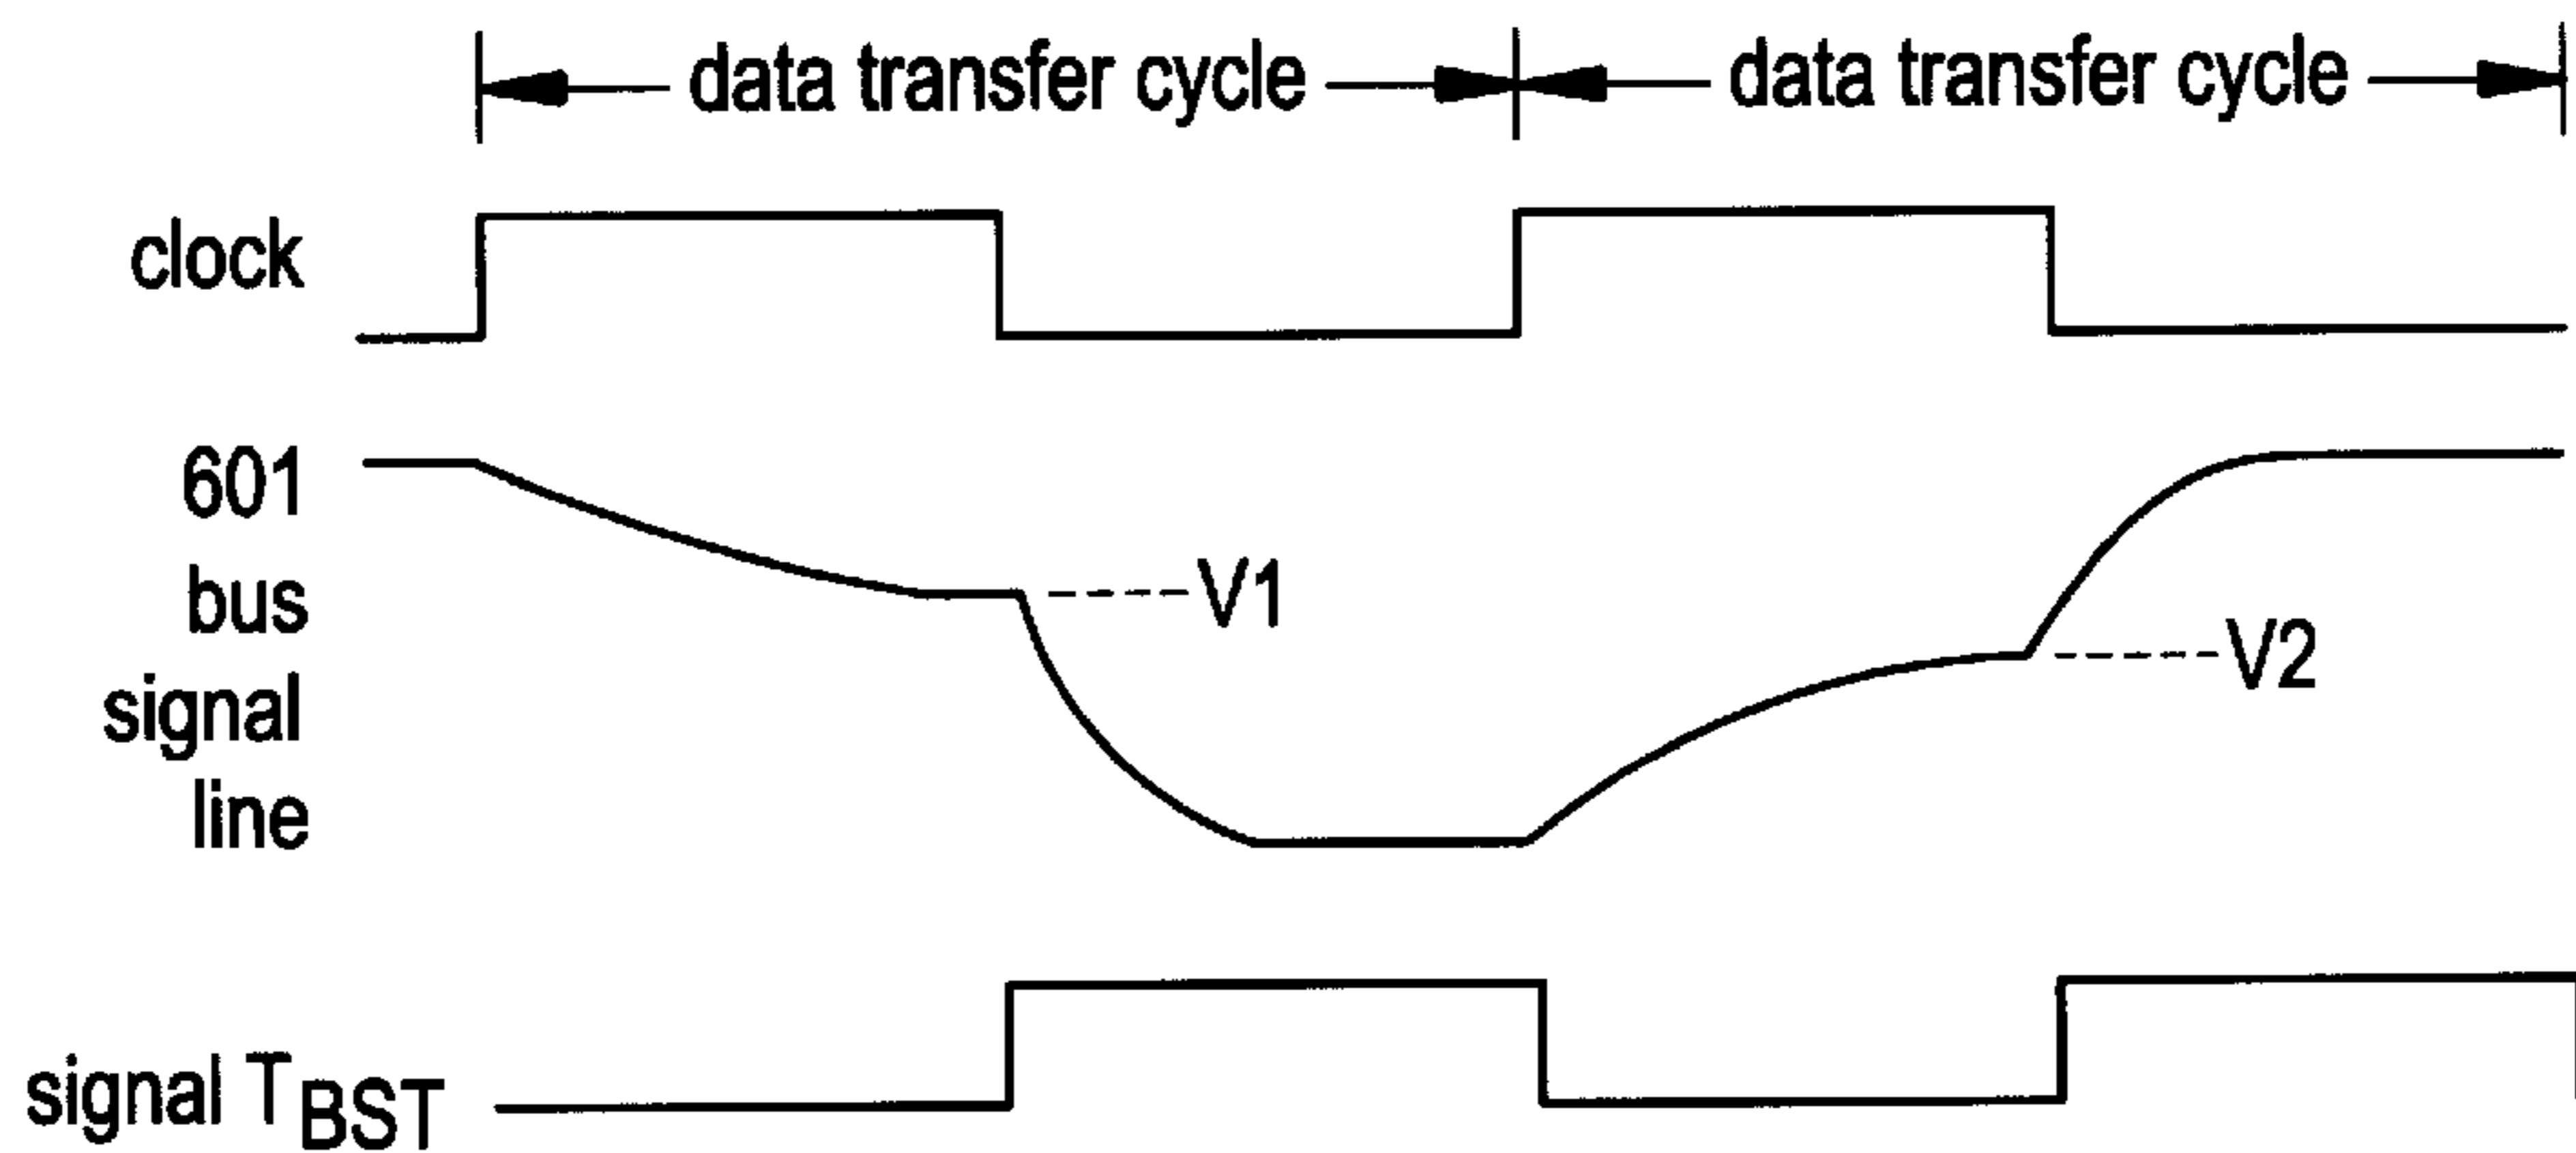 data transfer cycle
data transfer cycle
clock
601
bus
signal
line
V1
V2
signal TBST